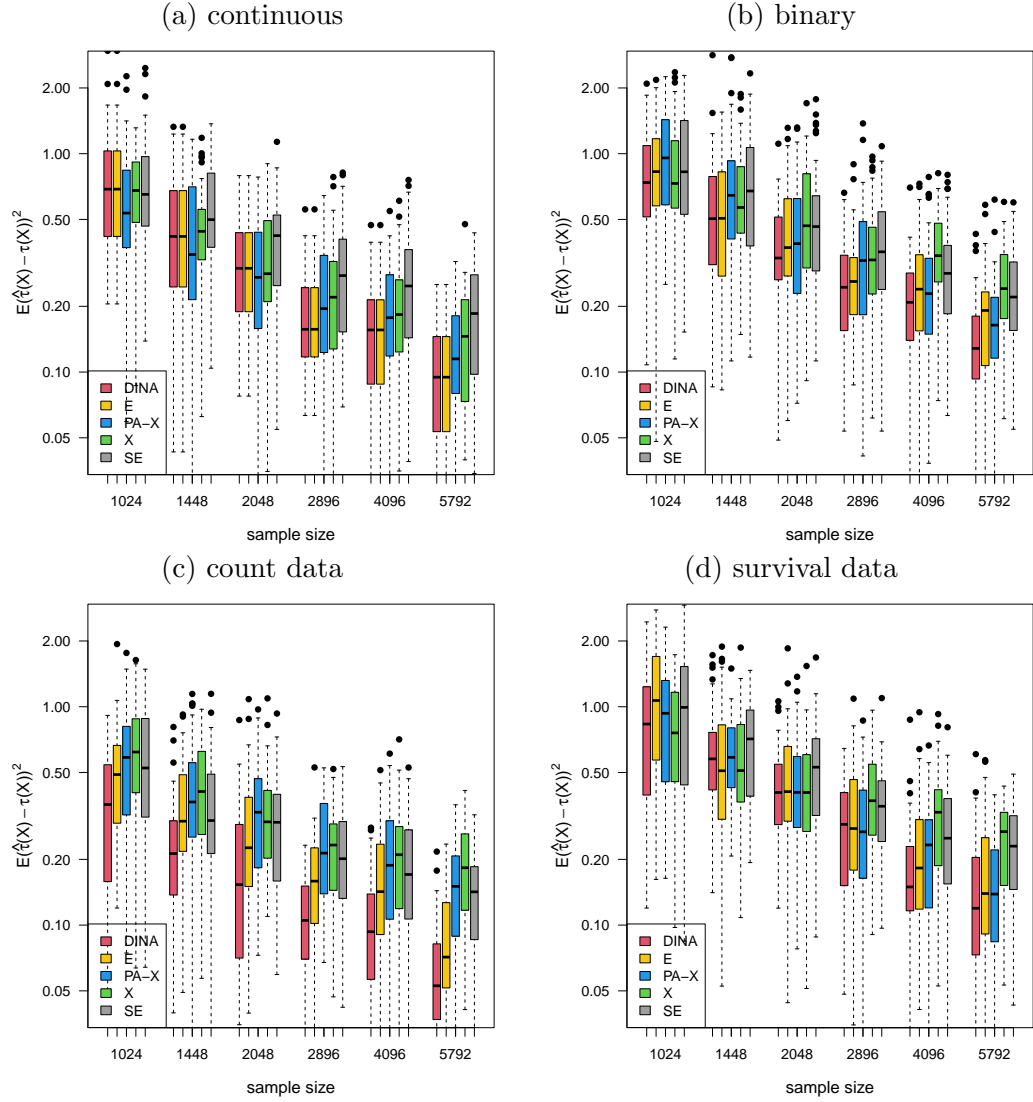 (a) continuous
2.00
1.00
0.50
0.20
0.10
0.05
E(τ̂(X) − τ(X))²
DINA
E
PA−X
X
SE
1024 1448 2048 2896 4096 5792
sample size
(b) binary
2.00
1.00
0.50
0.20
0.10
0.05
E(τ̂(X) − τ(X))²
DINA
E
PA−X
X
SE
1024 1448 2048 2896 4096 5792
sample size
(c) count data
2.00
1.00
0.50
0.20
0.10
0.05
E(τ̂(X) − τ(X))²
DINA
E
PA−X
X
SE
1024 1448 2048 2896 4096 5792
sample size
(d) survival data
2.00
1.00
0.50
0.20
0.10
0.05
E(τ̂(X) − τ(X))²
DINA
E
PA−X
X
SE
1024 1448 2048 2896 4096 5792
sample size